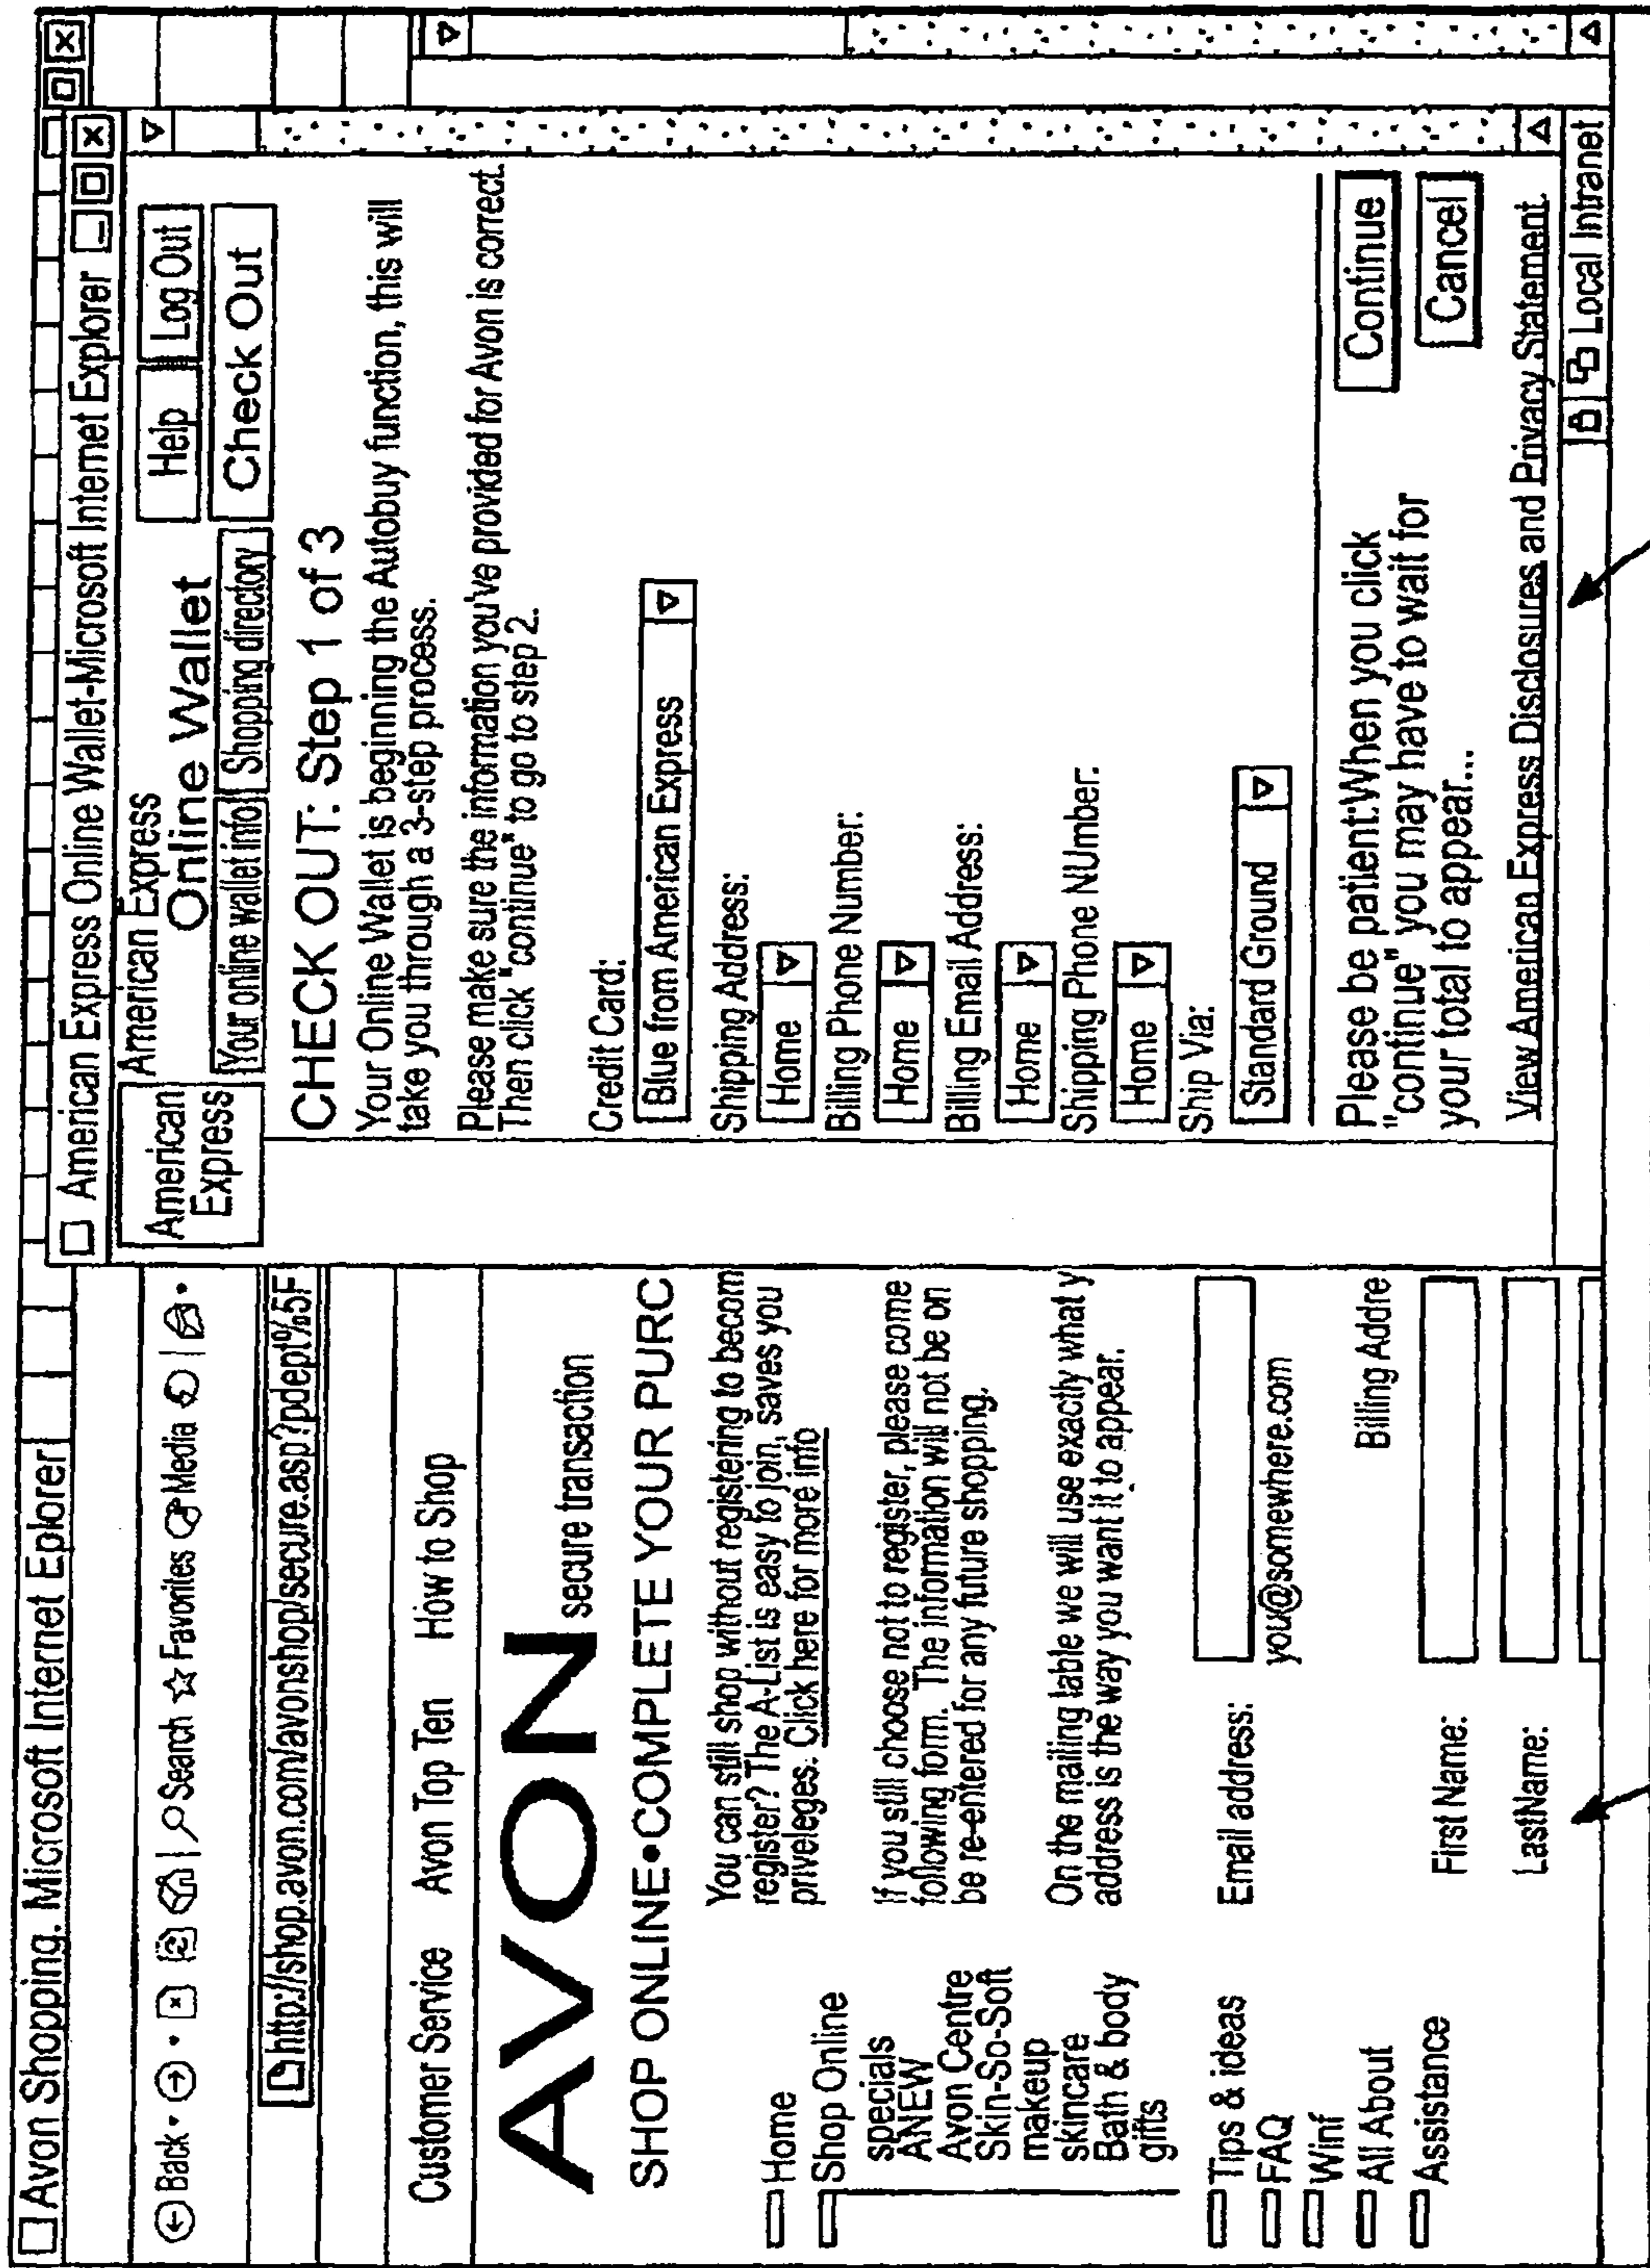 Avon Shopping. Microsoft Internet Eplorer
Back
Search Favorites Media
http://shop.avon.com/avonshop/secure.asp?pdept%5F
Customer Service Avon Top Ten How to Shop
AVON secure transaction
SHOP ONLINE•COMPLETE YOUR PURC
Home
Shop Online
specials
ANEW
Avon Centre
Skin-So-Soft
makeup
skincare
Bath & body
gifts
Tips & ideas
FAQ
Winf
All About
Assistance
You can still shop without registering to becom
register? The A-List is easy to join, saves you
priveleges. Click here for more info
If you still choose not to register, please come
following form. The information will not be on
be re-entered for any future shopping.
On the mailing lable we will use exactly what y
address is the way you want it to appear.
Email address:
you@somewhere.com
Billing Addre
First Name:
LastName:
American Express Online Wallet-Microsoft Internet Explorer
American
Express
American Express
Online Wallet
Help Log Out
Your online wallet info Shopping directory Check Out
CHECK OUT: Step 1 of 3
Your Online Wallet is beginning the Autobuy function, this will
take you through a 3-step process.
Please make sure the information you've provided for Avon is correct.
Then click "continue" to go to step 2.
Credit Card:
Blue from American Express
Shipping Address:
Home
Billing Phone Number:
Home
Billing Email Address:
Home
Shipping Phone NUmber:
Home
Ship Via:
Standard Ground
Please be patient:When you click
"continue" you may have to wait for
your total to appear...
Continue
Cancel
View American Express Disclosures and Privacy Statement.
Local Intranet